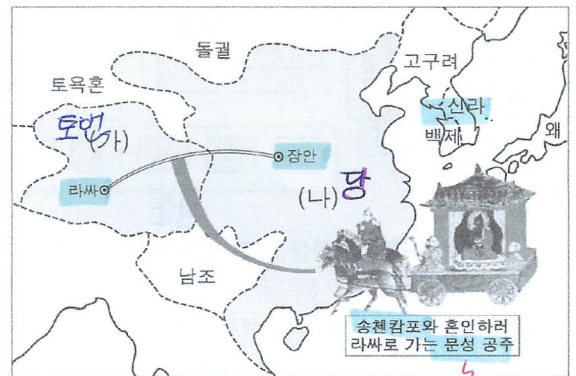 돌궐
고구려
토욕혼
신라
토번
(가)
백제
왜
장안
라싸
(나)
당
남조
송첸캄포와 혼인하러
라싸로 가는 문성 공주